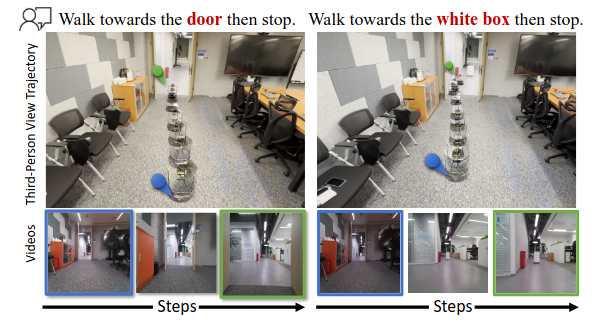 Walk towards the door then stop.
Walk towards the white box then stop.
Third-Person View Trajectory
Videos
Steps
Steps